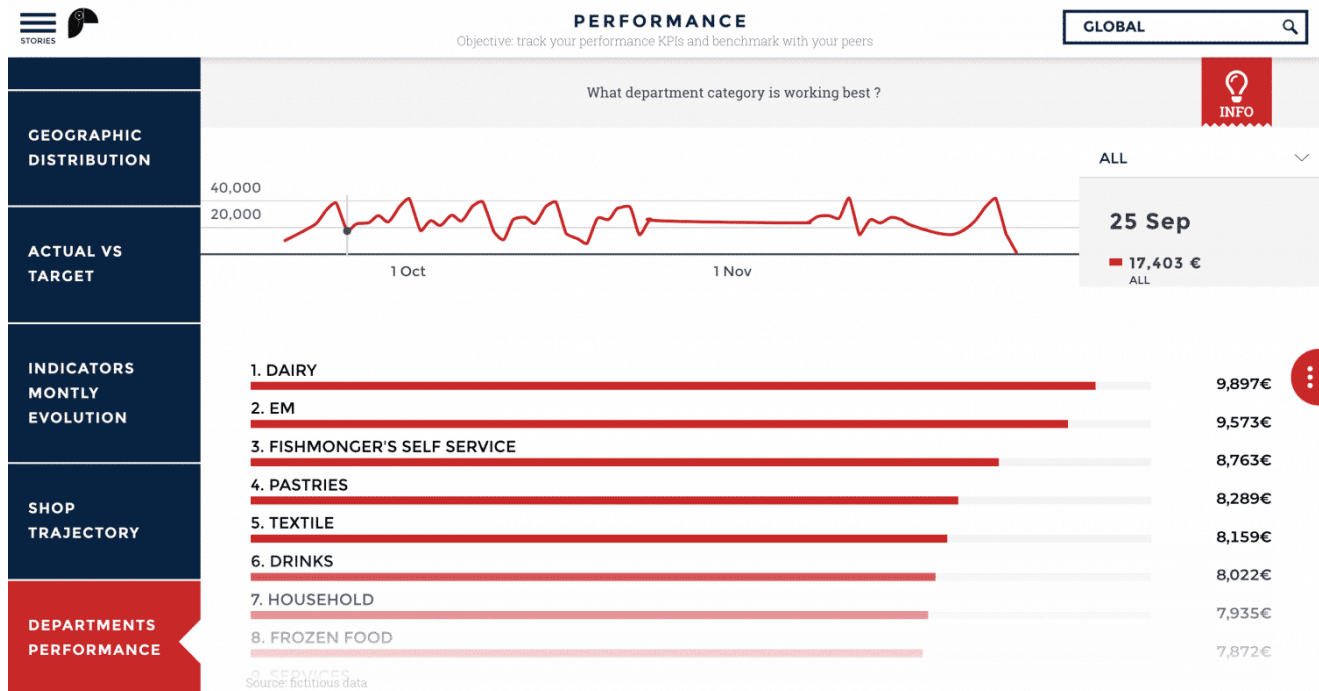 STORIES
PERFORMANCE
Objective: track your performance KPIs and benchmark with your peers
GLOBAL
What department category is working best ?
INFO
GEOGRAPHIC
DISTRIBUTION
ACTUAL VS
TARGET
INDICATORS
MONTLY
EVOLUTION
SHOP
TRAJECTORY
DEPARTMENTS
PERFORMANCE
40,000
20,000
1 Oct
1 Nov
ALL
25 Sep
17,403 €
ALL
1. DAIRY
9,897€
2. EM
9,573€
3. FISHMONGER'S SELF SERVICE
8,763€
4. PASTRIES
8,289€
5. TEXTILE
8,159€
6. DRINKS
8,022€
7. HOUSEHOLD
7,935€
8. FROZEN FOOD
7,872€
9. SERVICES
Source: fictitious data